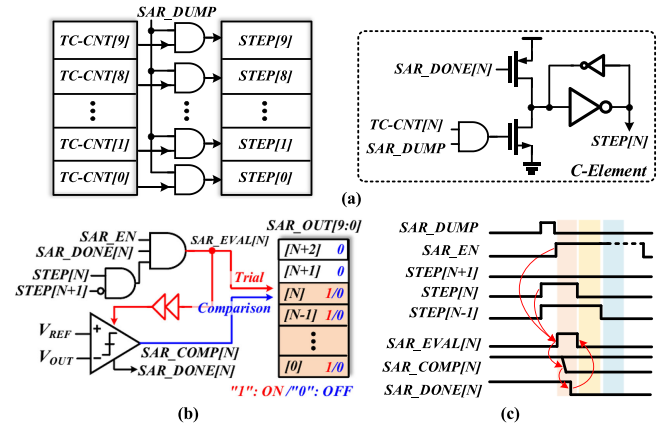 SAR_DUMP
TC-CNT[9]
STEP[9]
TC-CNT[8]
STEP[8]
TC-CNT[1]
STEP[1]
TC-CNT[0]
STEP[0]
SAR_DONE[N]
TC-CNT[N]
SAR_DUMP
STEP[N]
C-Element
(a)
SAR_EN
SAR_DONE[N]
STEP[N]
STEP[N+1]
SAR_EVAL[N]
Trial
Comparison
VREF
VOUT
+
-
SAR_COMP[N]
SAR_DONE[N]
SAR_OUT[9:0]
[N+2] 0
[N+1] 0
[N] 1/0
[N-1] 1/0
[0] 1/0
"1": ON /"0": OFF
(b)
SAR_DUMP
SAR_EN
STEP[N+1]
STEP[N]
STEP[N-1]
SAR_EVAL[N]
SAR_COMP[N]
SAR_DONE[N]
(c)